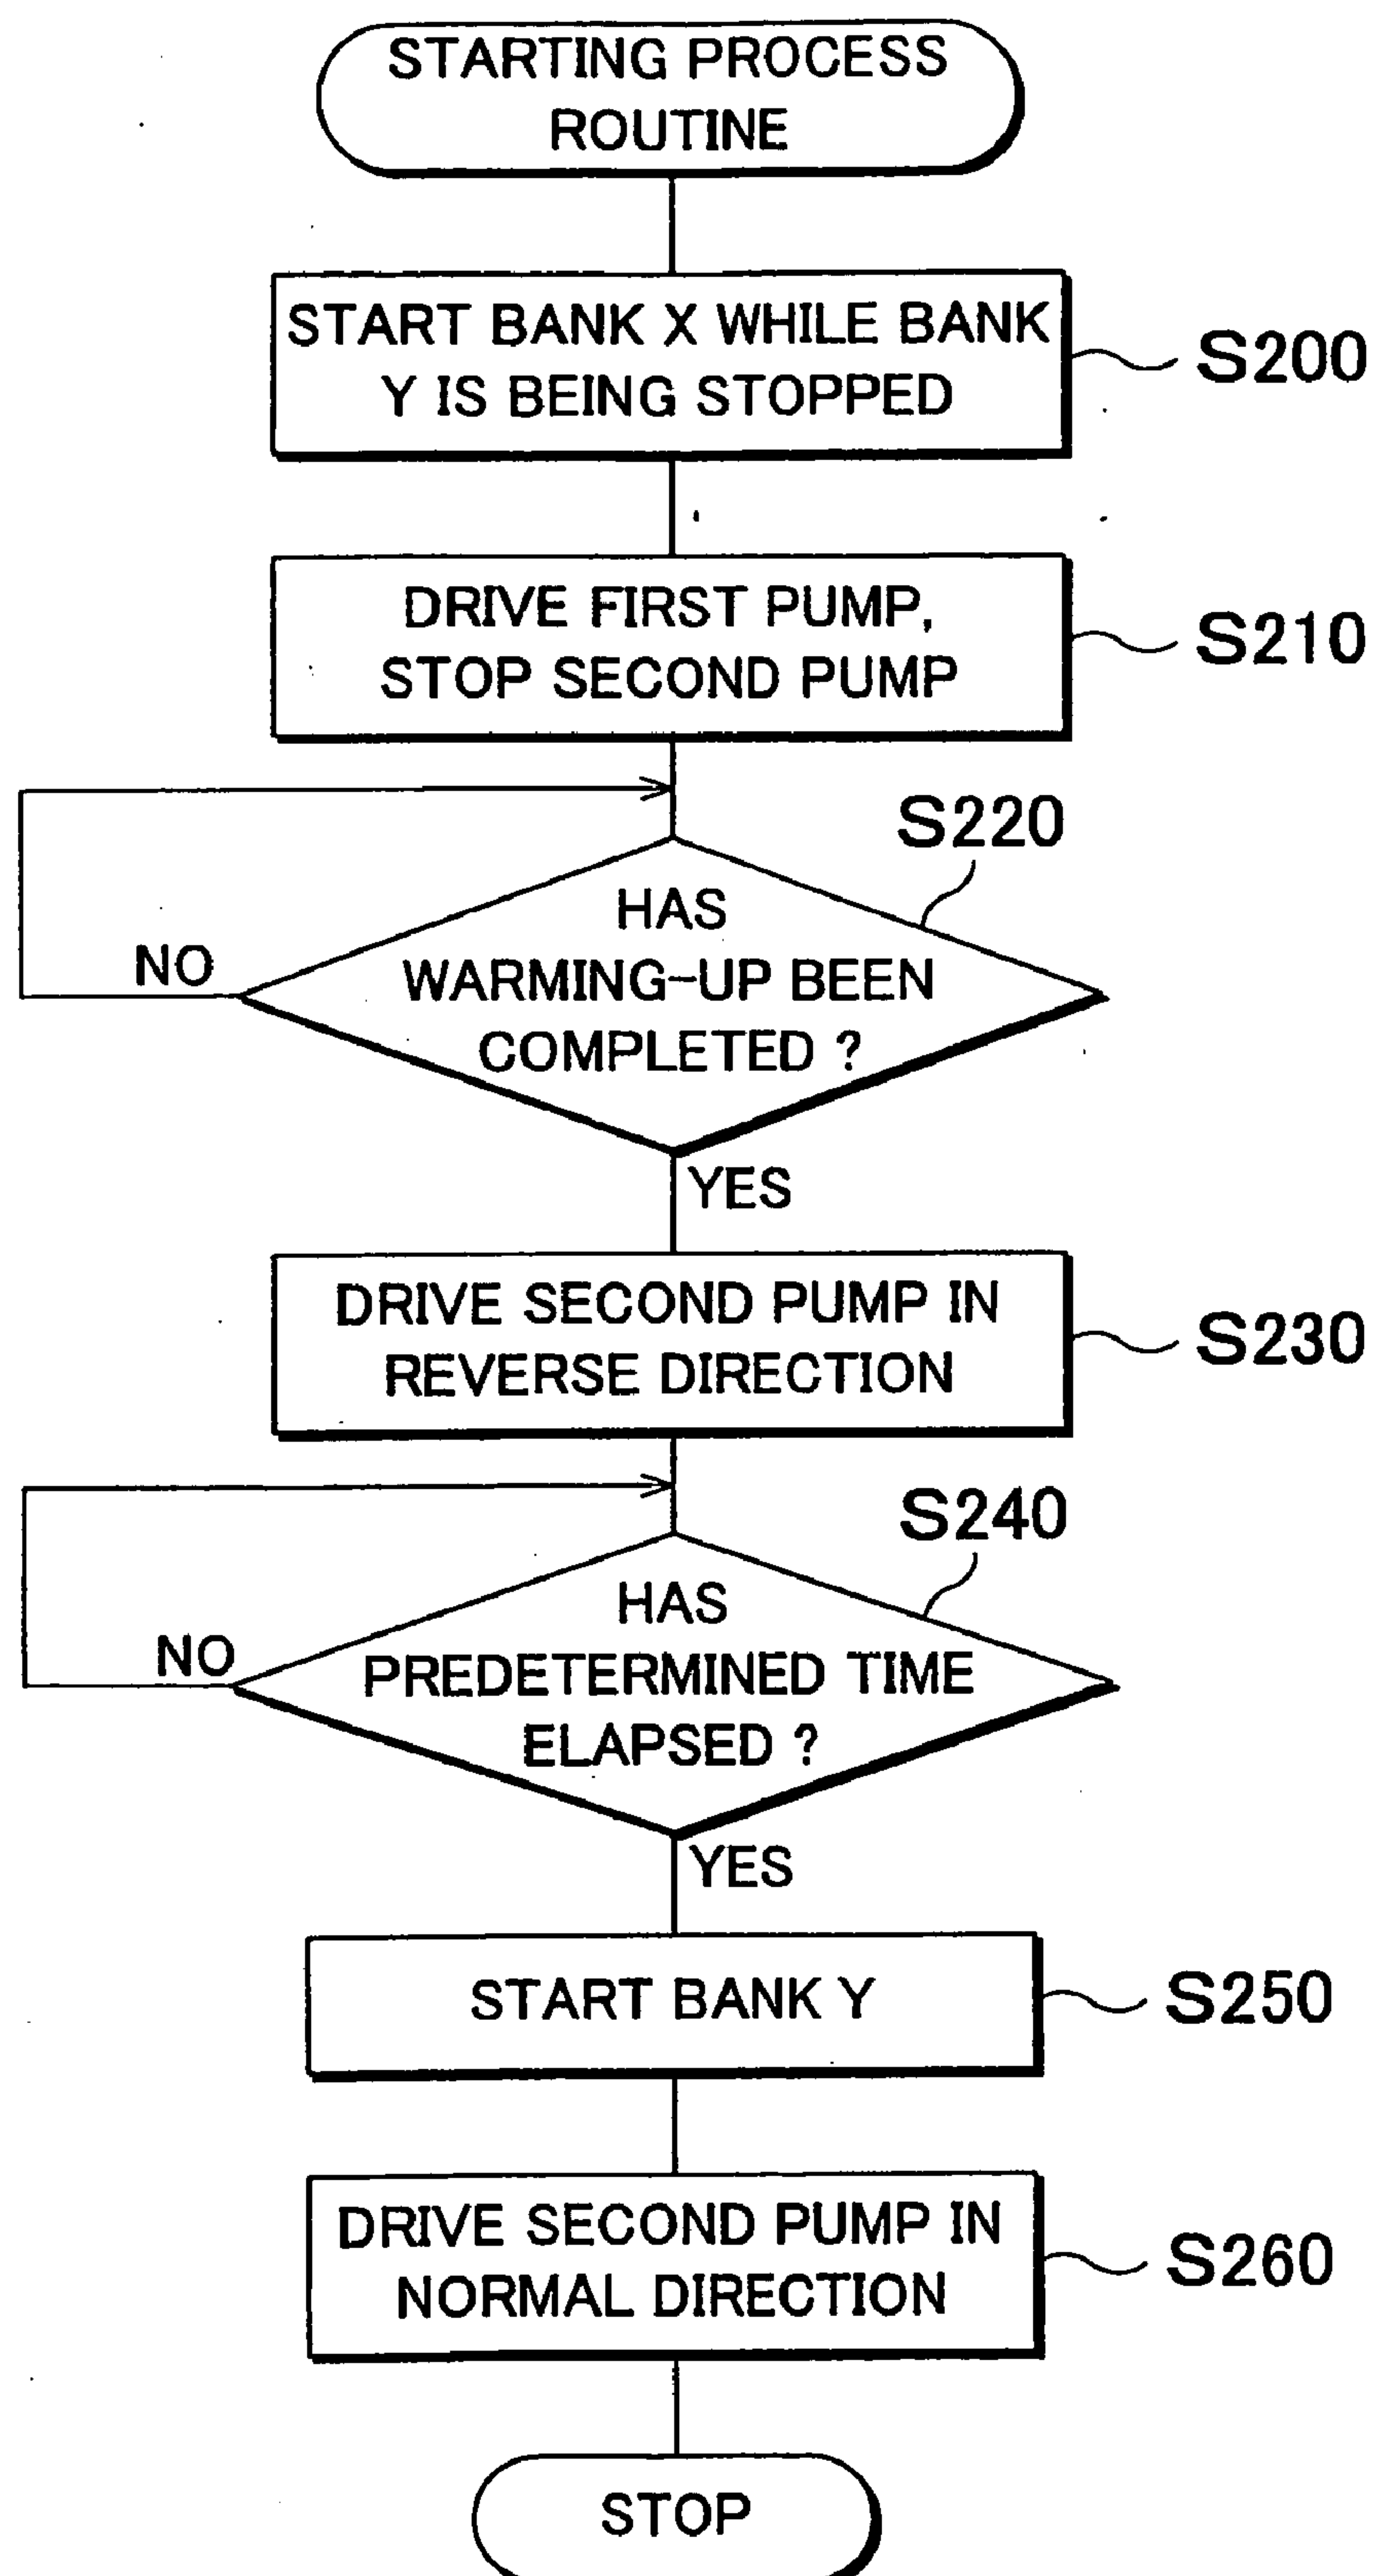 STARTING PROCESS
ROUTINE
START BANK X WHILE BANK
Y IS BEING STOPPED
S200
DRIVE FIRST PUMP,
STOP SECOND PUMP
S210
S220
HAS
WARMING-UP BEEN
COMPLETED ?
NO
YES
DRIVE SECOND PUMP IN
REVERSE DIRECTION
S230
S240
HAS
PREDETERMINED TIME
ELAPSED ?
NO
YES
START BANK Y
S250
DRIVE SECOND PUMP IN
NORMAL DIRECTION
S260
STOP